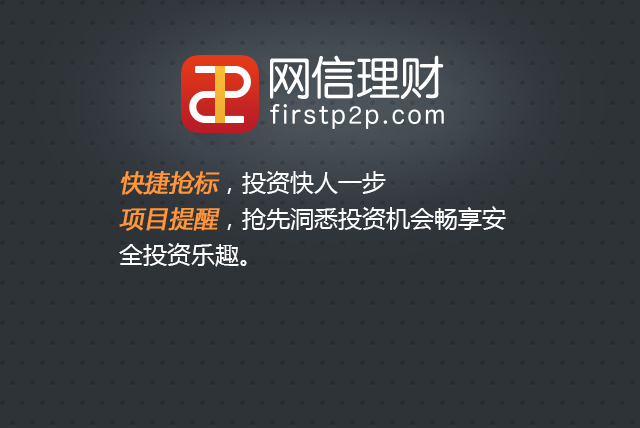 网信理财
firstp2p.com
快捷抢标，投资快人一步
项目提醒，抢先洞悉投资机会畅享安
全投资乐趣。